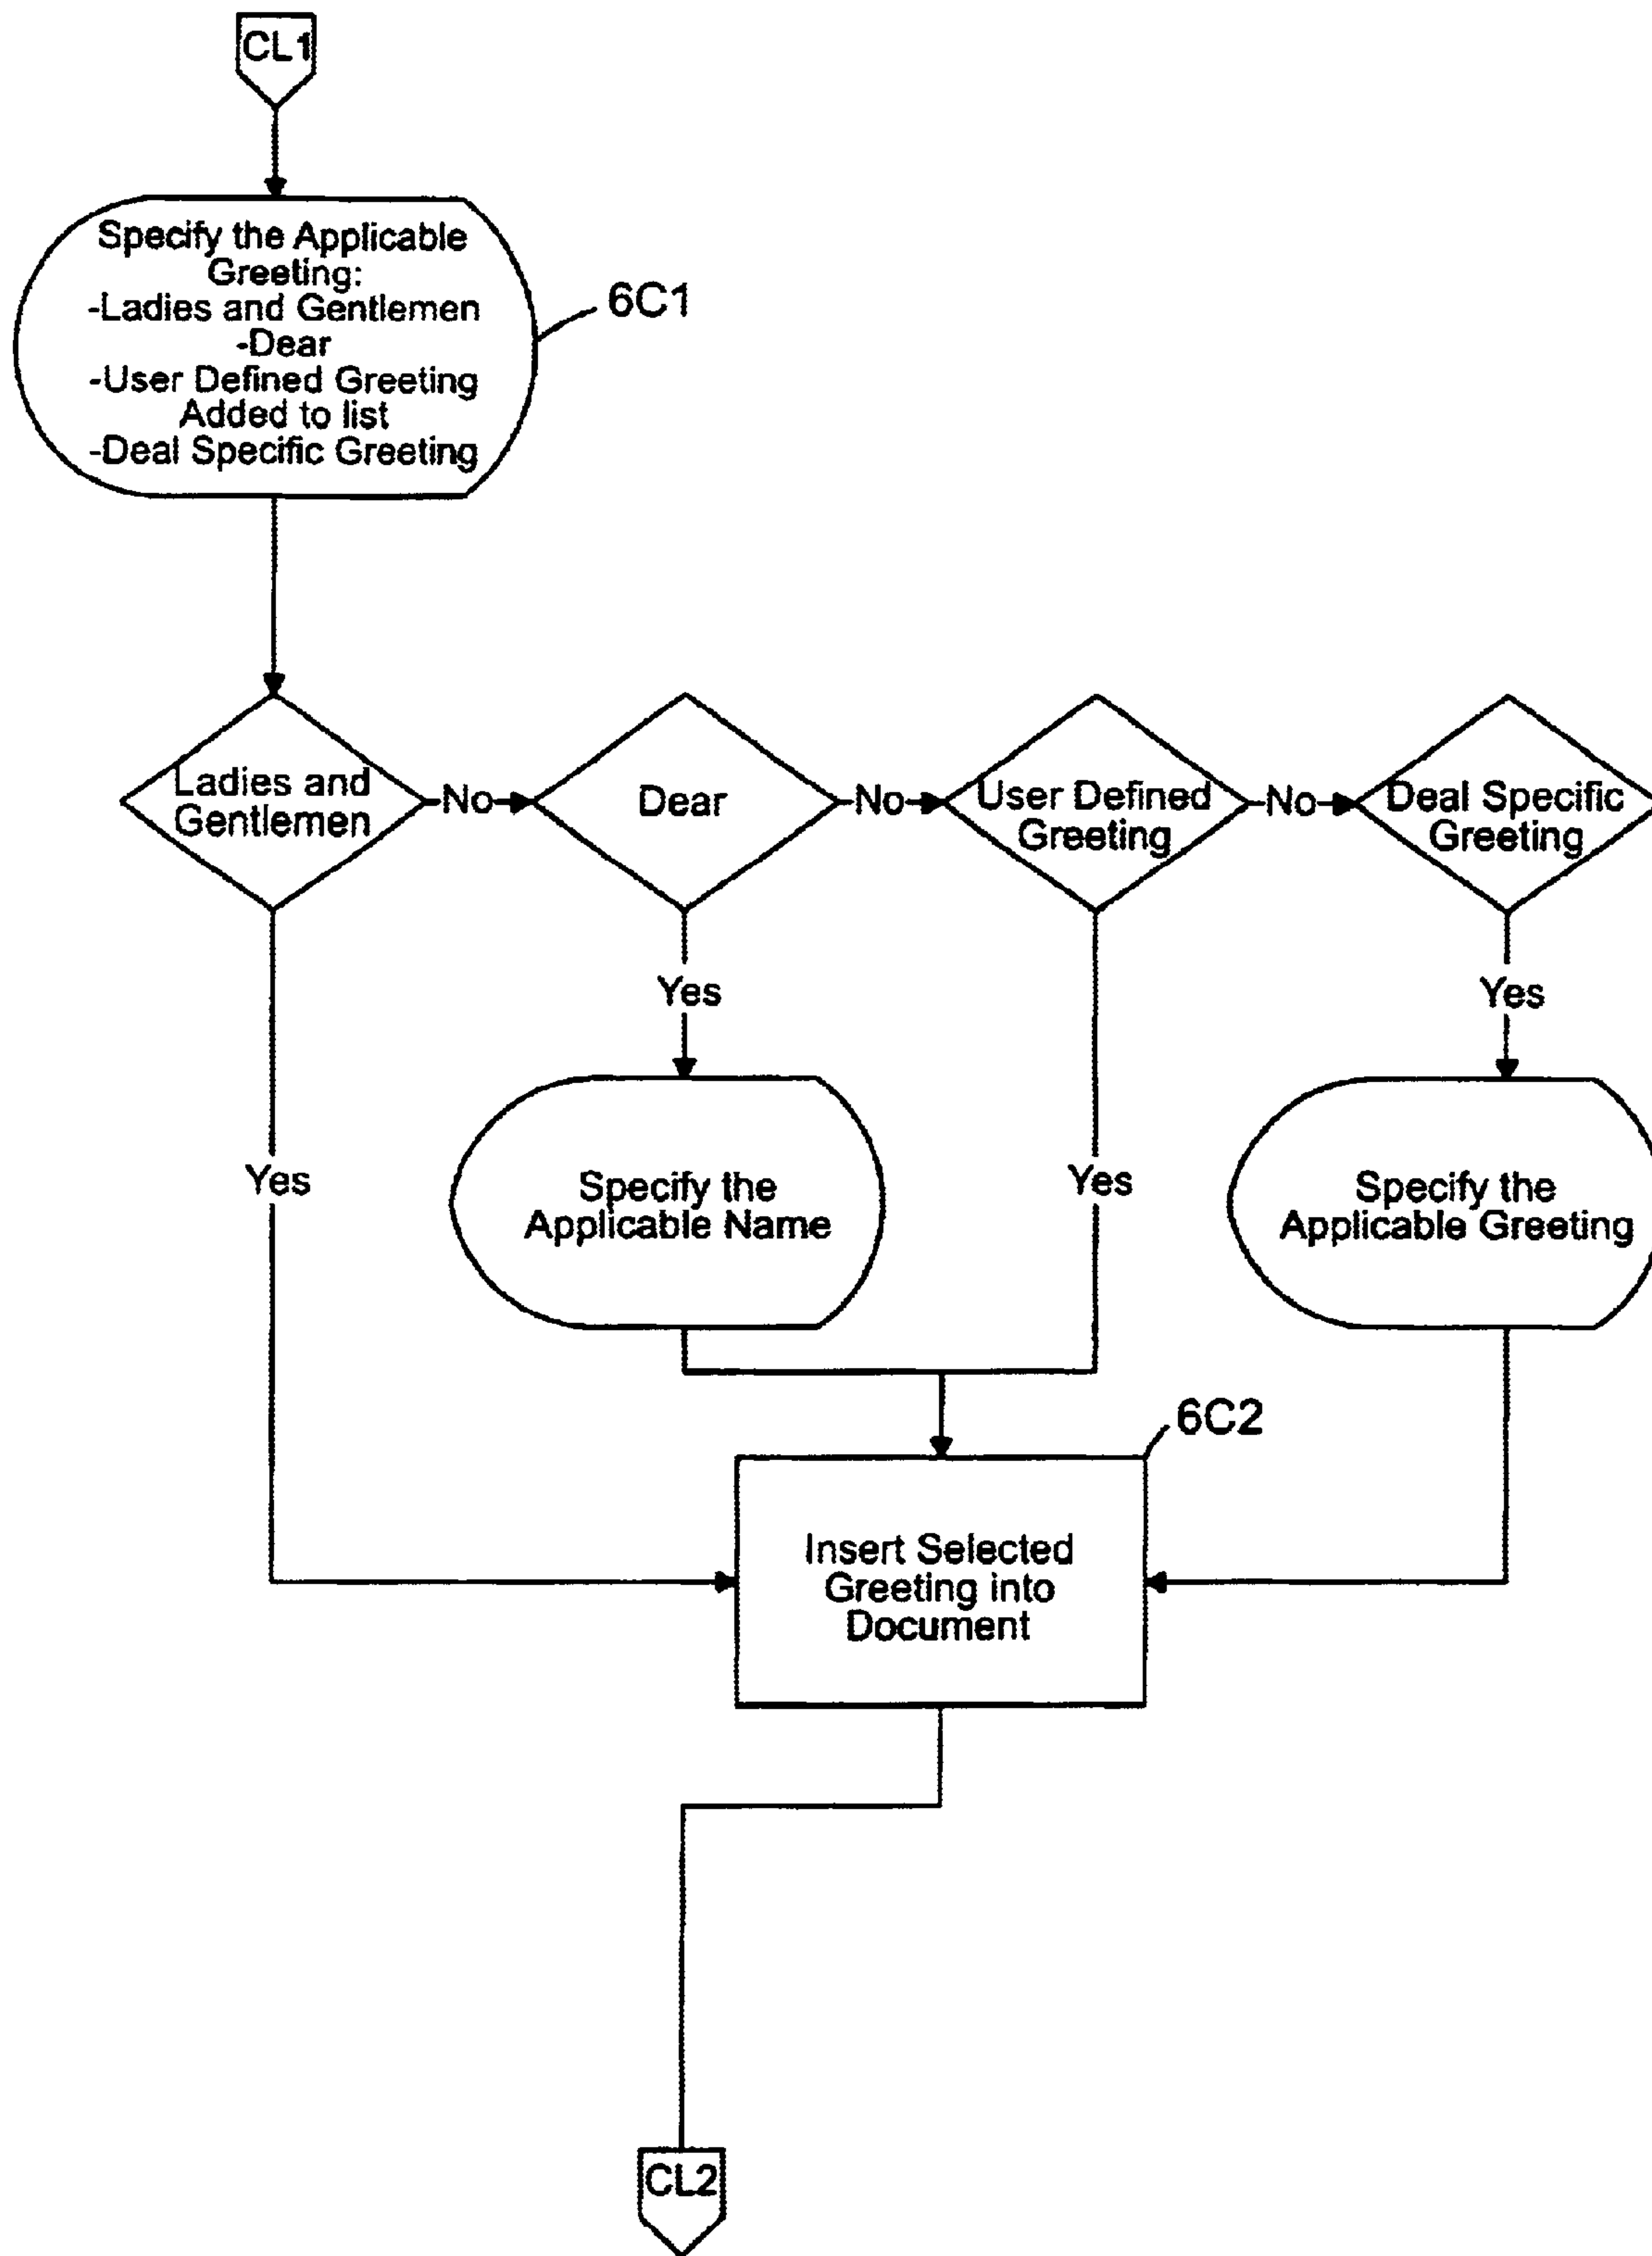 CL1
Specify the Applicable
Greeting:
-Ladies and Gentlemen
-Dear
-User Defined Greeting
Added to list
-Deal Specific Greeting
6C1
Ladies and
Gentlemen
No
Dear
No
User Defined
Greeting
No
Deal Specific
Greeting
Yes
Yes
Yes
Specify the
Applicable Name
Yes
Specify the
Applicable Greeting
6C2
Insert Selected
Greeting into
Document
CL2